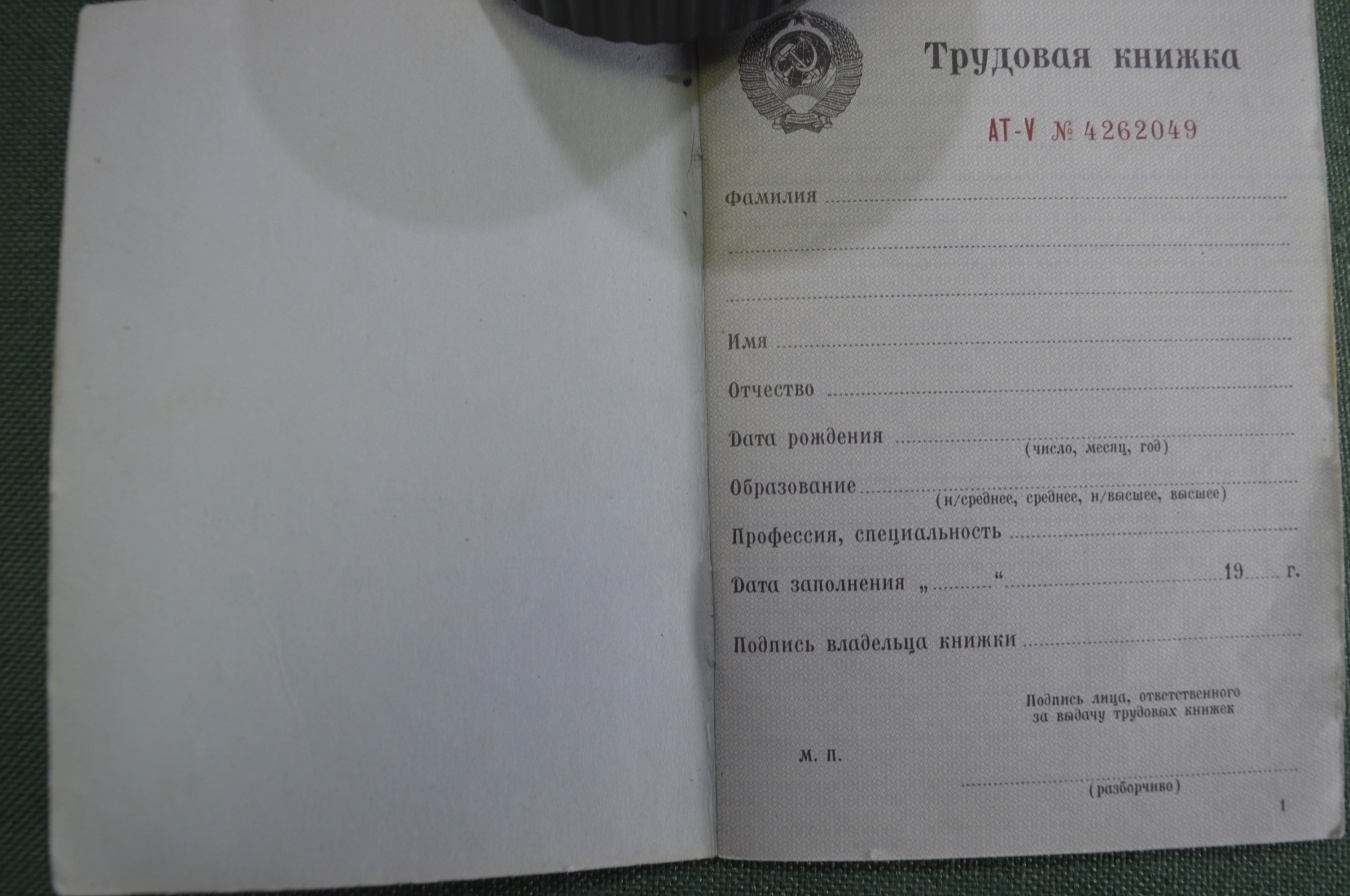 Трудовая книжка
АТ-V № 4262049
Фамилия
Имя
Отчество
Дата рождения
(число, месяц, год)
Образование
(н/среднее, среднее, н/высшее, высшее)
Профессия, специальность
Дата заполнения „ “ 19 г.
Подпись владельца книжки
Подпись лица, ответственного
за выдачу трудовых книжек
М. П.
(разборчиво)
1